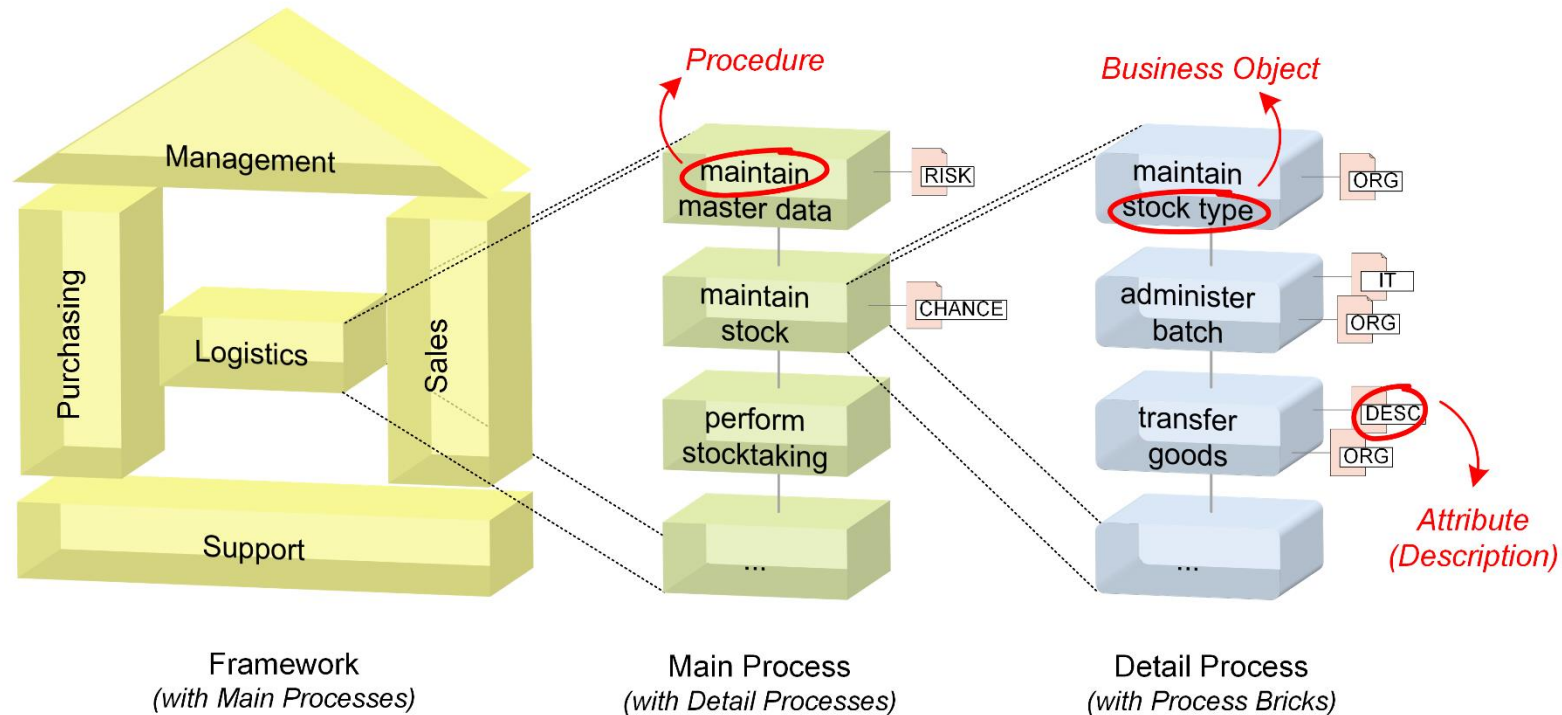 Management
Purchasing
Logistics
Sales
Support
Framework
(with Main Processes)
Procedure
maintain
master data
RISK
maintain
stock
CHANCE
perform
stocktaking
...
Main Process
(with Detail Processes)
Business Object
maintain
stock type
ORG
administer
batch
IT
ORG
transfer
goods
DESC
ORG
Attribute
(Description)
...
Detail Process
(with Process Bricks)